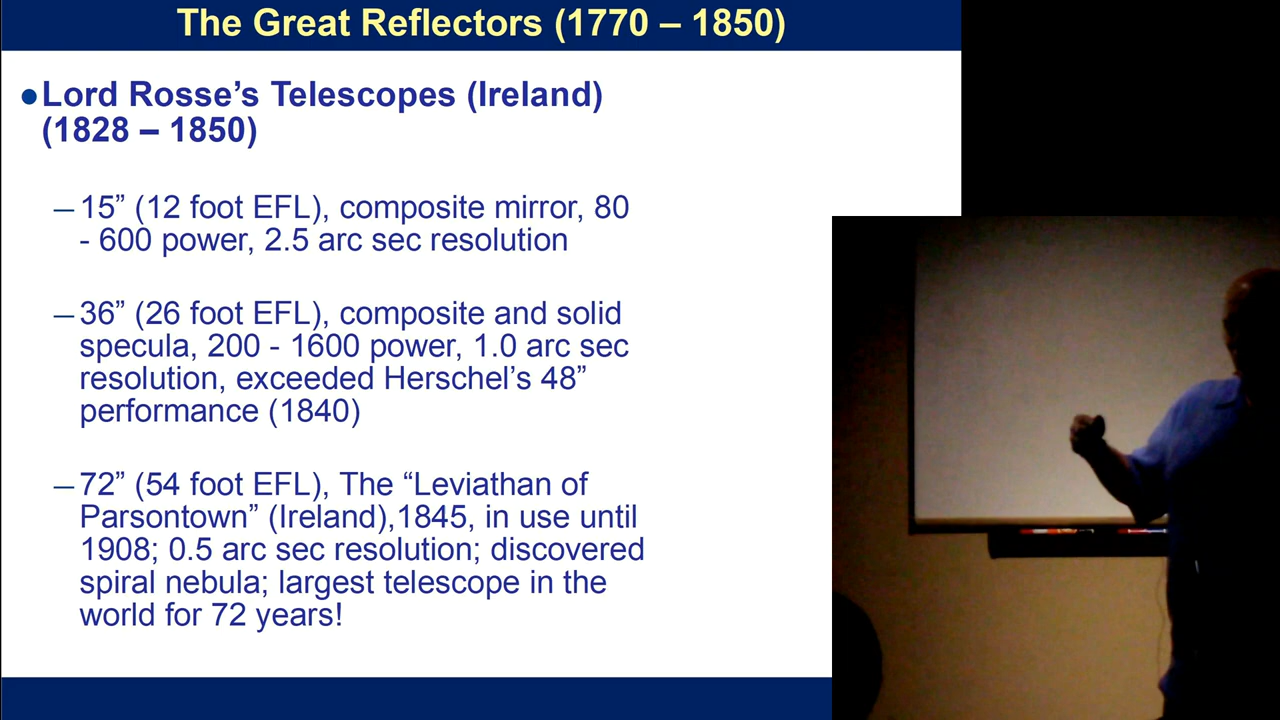 The Great Reflectors (1770 – 1850)
●Lord Rosse’s Telescopes (Ireland)
(1828 – 1850)
– 15” (12 foot EFL), composite mirror, 80
- 600 power, 2.5 arc sec resolution
– 36” (26 foot EFL), composite and solid
specula, 200 - 1600 power, 1.0 arc sec
resolution, exceeded Herschel’s 48”
performance (1840)
– 72” (54 foot EFL), The “Leviathan of
Parsontown” (Ireland),1845, in use until
1908; 0.5 arc sec resolution; discovered
spiral nebula; largest telescope in the
world for 72 years!